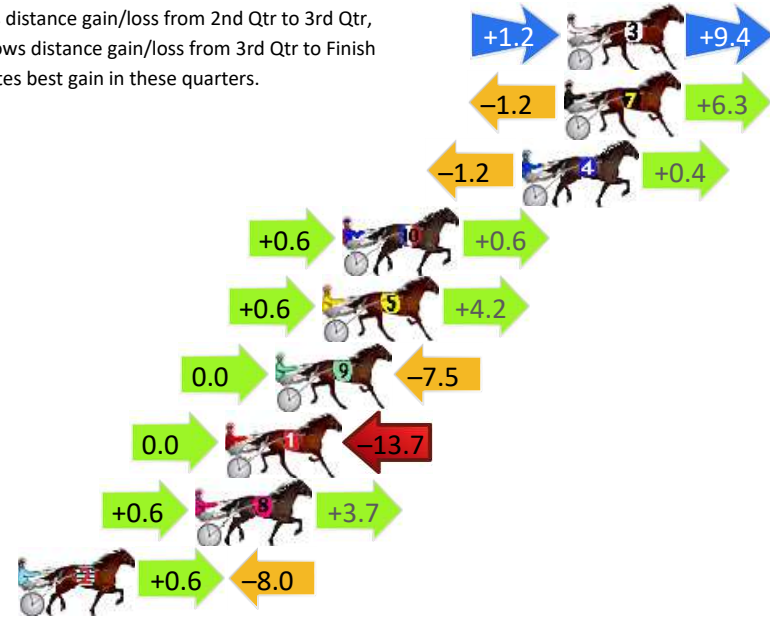 distance gain/loss from 2nd Qtr to 3rd Qtr,
ows distance gain/loss from 3rd Qtr to Finish
tes best gain in these quarters.
+1.2 3 +9.4
–1.2 7 +6.3
–1.2 4 +0.4
+0.6 10 +0.6
+0.6 5 +4.2
0.0 9 –7.5
0.0 1 –13.7
+0.6 8 +3.7
2 +0.6 –8.0